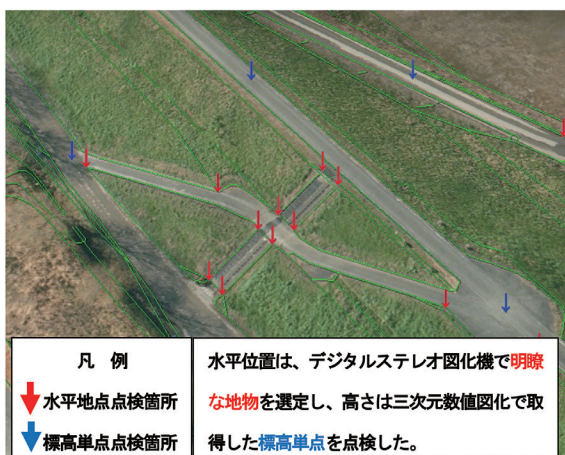 凡 例
水平地点点検箇所
標高単点点検箇所
水平位置は、デジタルステレオ図化機で明瞭
な地物を選定し、高さは三次元数値図化で取
得した標高単点を点検した。